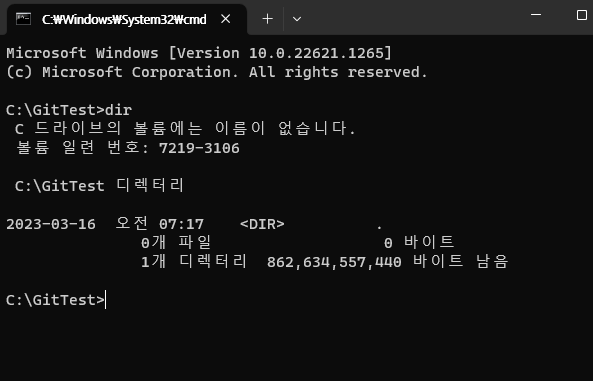 C:₩Windows₩System32₩cmd
Microsoft Windows [Version 10.0.22621.1265]
(c) Microsoft Corporation. All rights reserved.
C:\GitTest>dir
C 드라이브의 볼륨에는 이름이 없습니다.
볼륨 일련 번호: 7219-3106
C:\GitTest 디렉터리
2023-03-16 오전 07:17 <DIR> .
0개 파일 0 바이트
1개 디렉터리 862,634,557,440 바이트 남음
C:\GitTest>